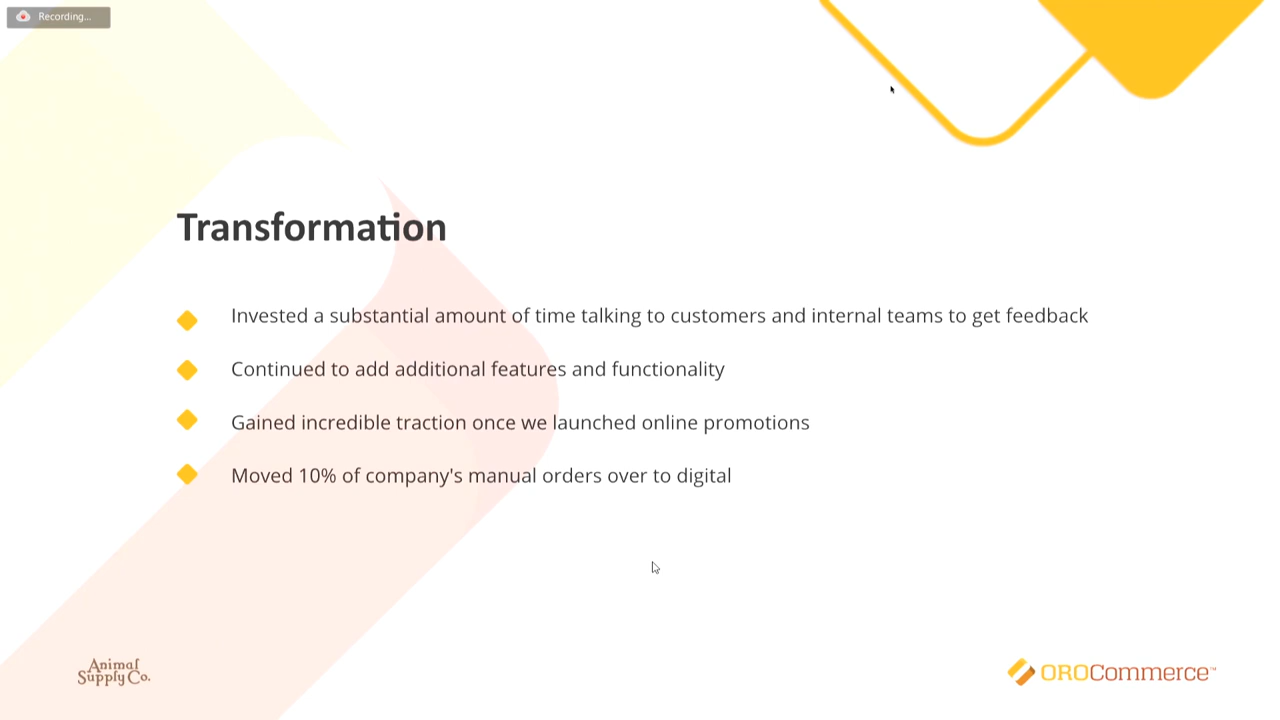 Recording...
Transformation
Invested a substantial amount of time talking to customers and internal teams to get feedback
Continued to add additional features and functionality
Gained incredible traction once we launched online promotions
Moved 10% of company's manual orders over to digital
Animal
Supply Co.
OROCommerce™